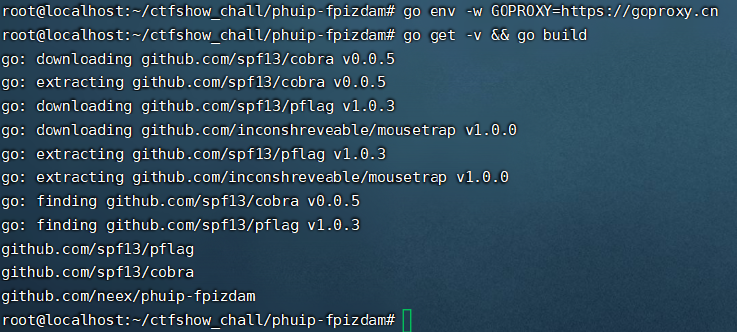 root@localhost:~/ctfshow_chall/phuip-fpizdam# go env -w GOPROXY=https://goproxy.cn
root@localhost:~/ctfshow_chall/phuip-fpizdam# go get -v && go build
go: downloading github.com/spf13/cobra v0.0.5
go: extracting github.com/spf13/cobra v0.0.5
go: downloading github.com/spf13/pflag v1.0.3
go: downloading github.com/inconshreveable/mousetrap v1.0.0
go: extracting github.com/spf13/pflag v1.0.3
go: extracting github.com/inconshreveable/mousetrap v1.0.0
go: finding github.com/spf13/cobra v0.0.5
go: finding github.com/spf13/pflag v1.0.3
github.com/spf13/pflag
github.com/spf13/cobra
github.com/neex/phuip-fpizdam
root@localhost:~/ctfshow_chall/phuip-fpizdam#